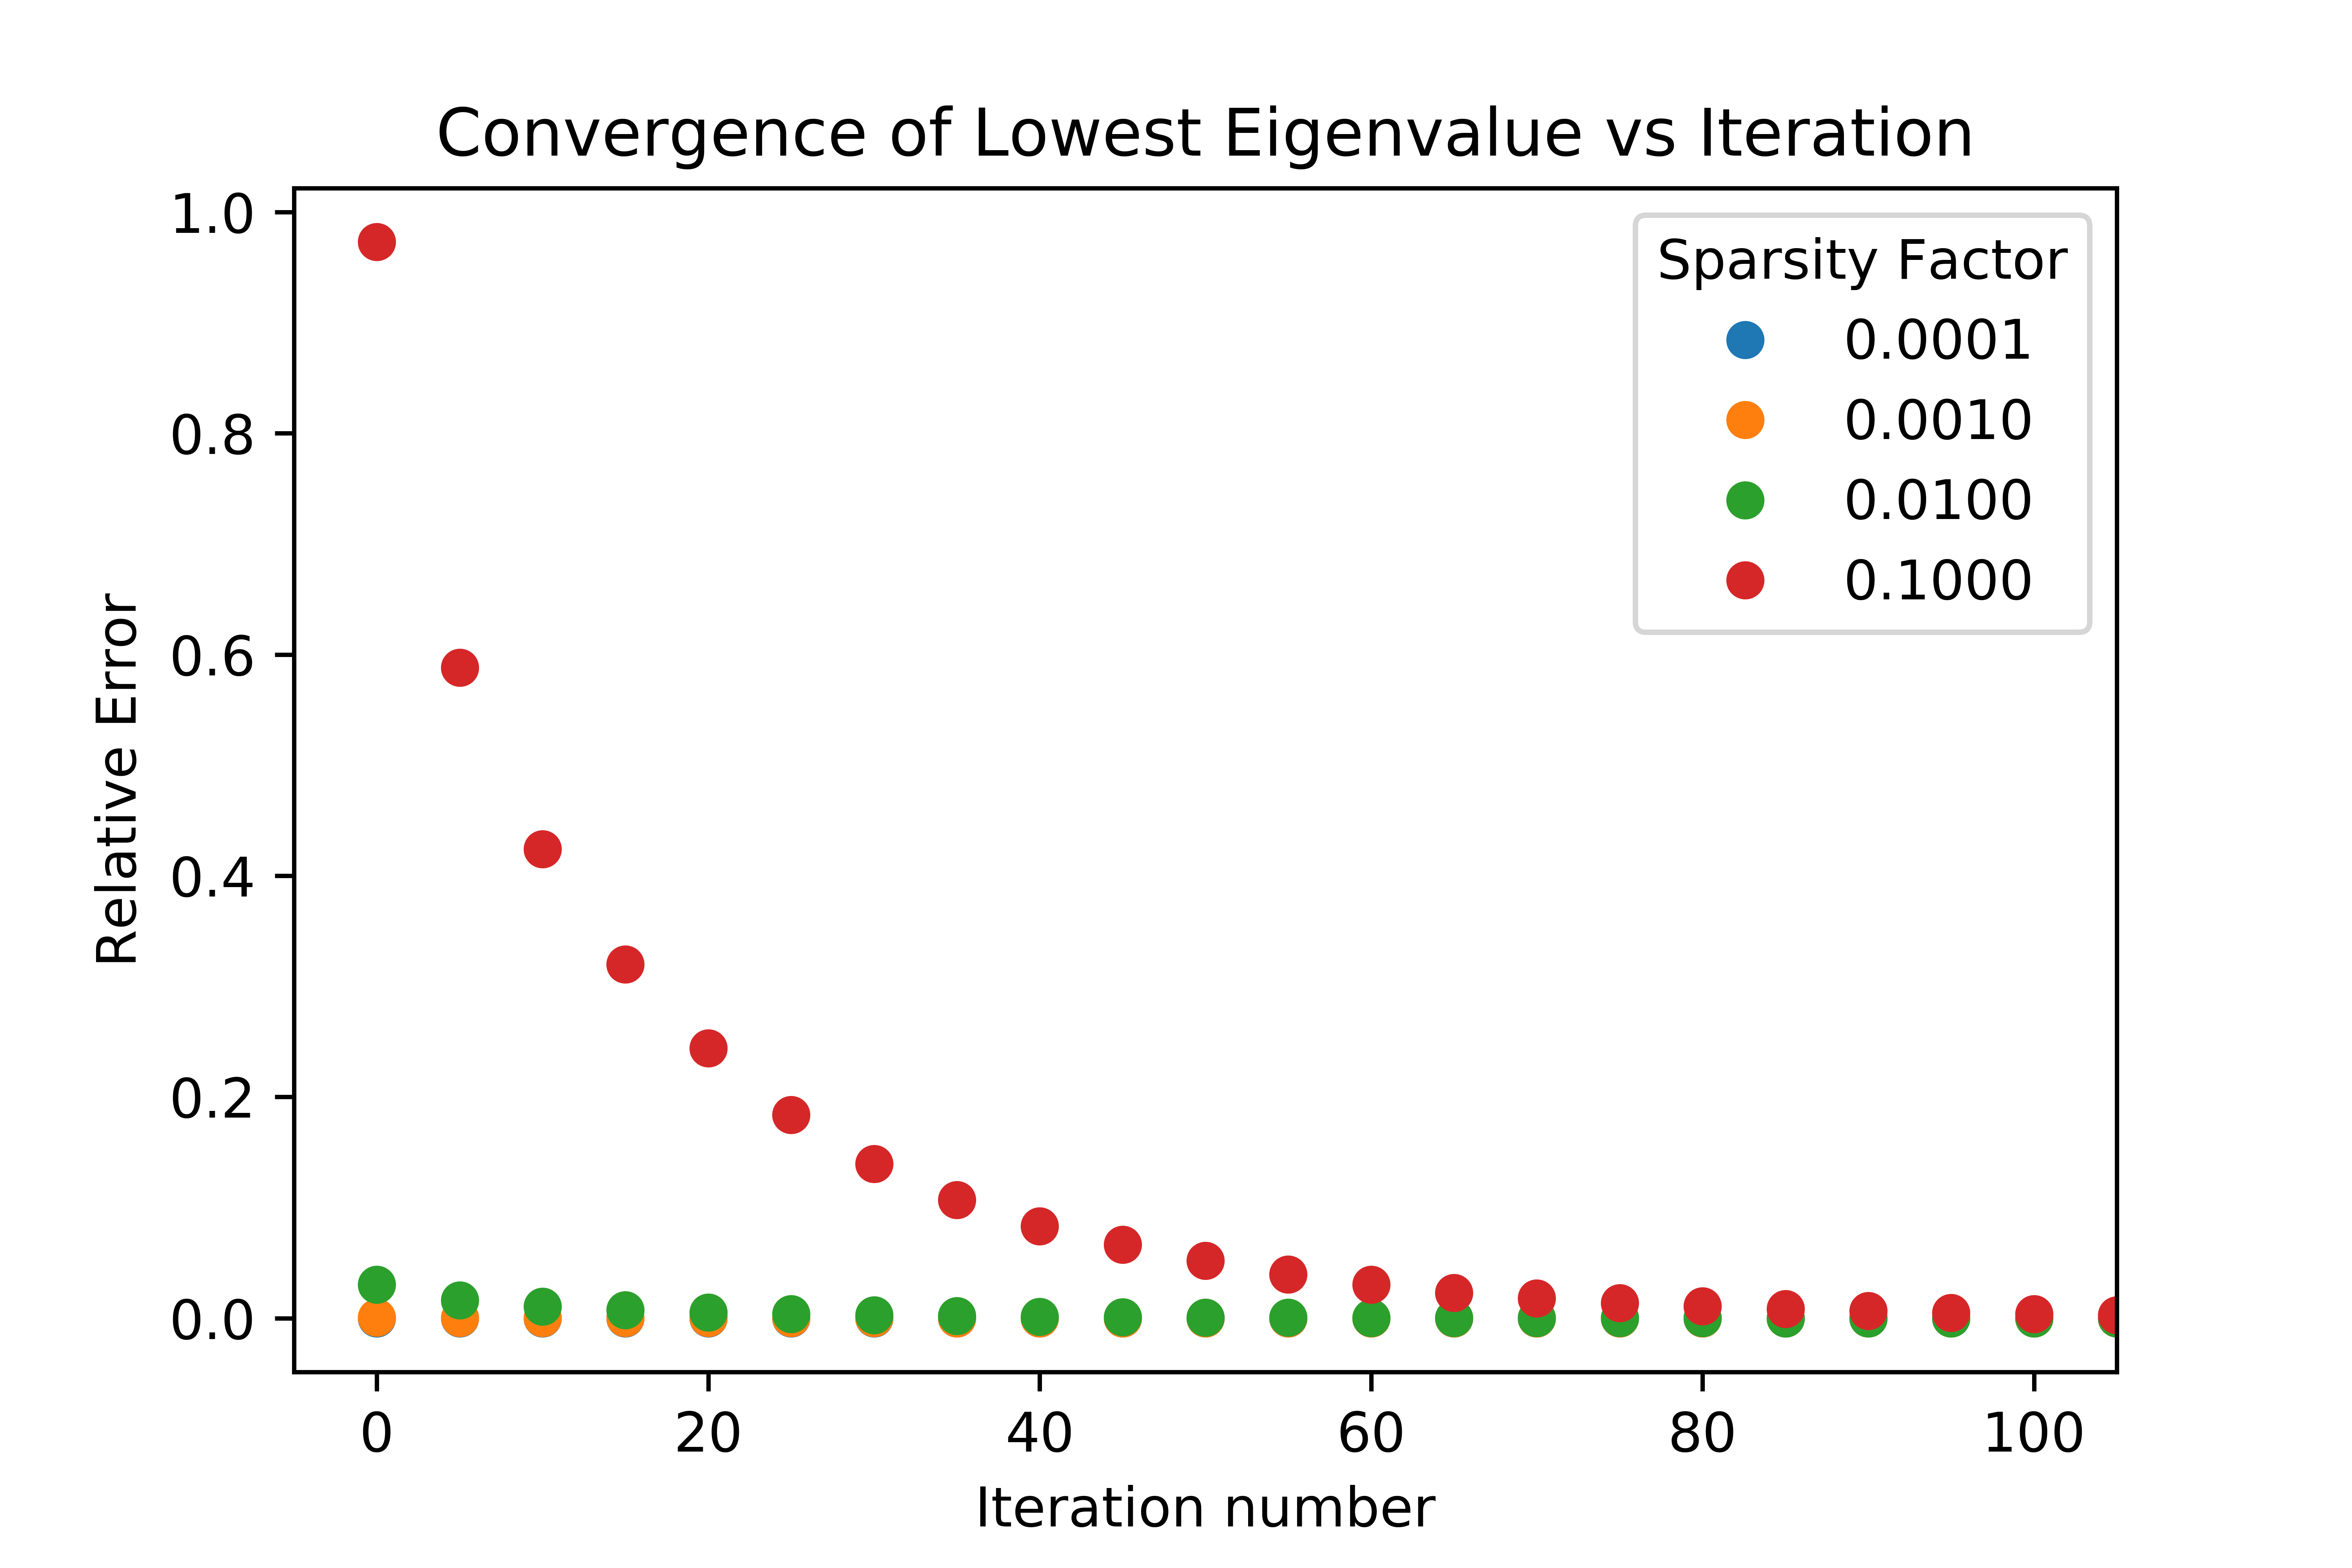 Convergence of Lowest Eigenvalue vs Iteration
1.0
0.8
0.6
0.4
0.2
0.0
Relative Error
Sparsity Factor
0.0001
0.0010
0.0100
0.1000
0 20 40 60 80 100
Iteration number